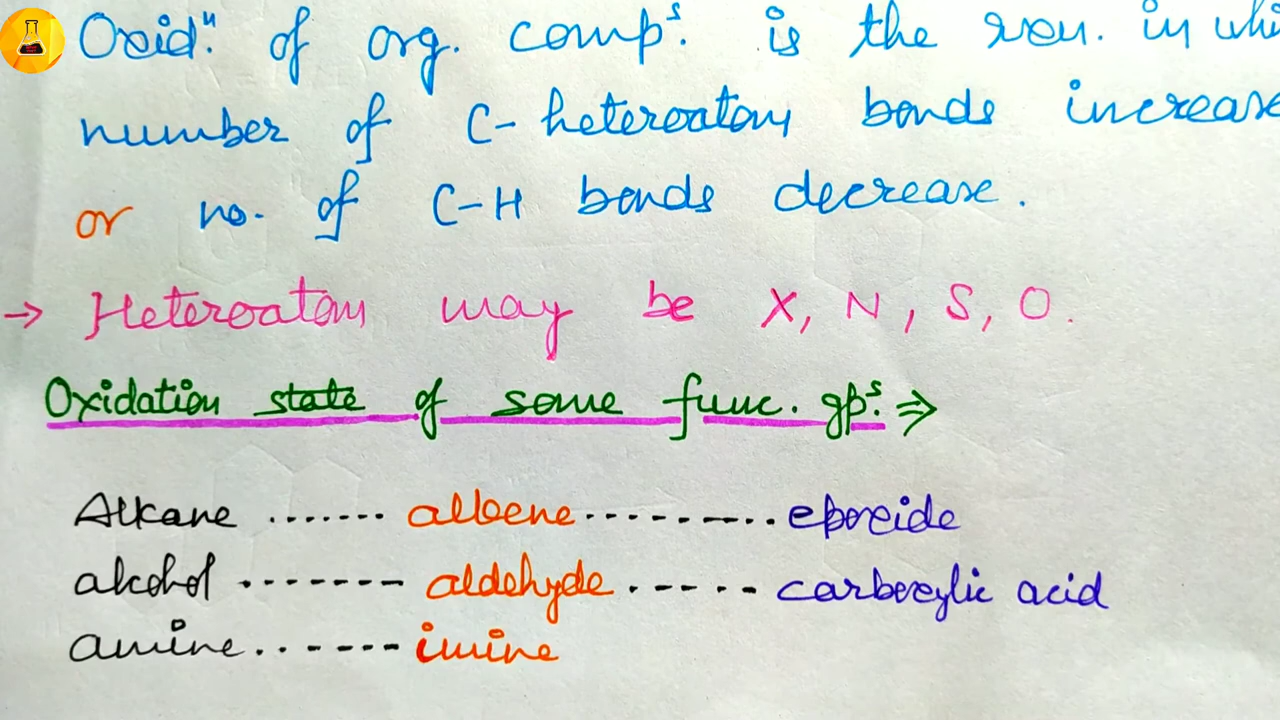 Oxidⁿ. of org. compˢ. is the rxn. in whi
number of C-heteroatom bonds increase
or no. of C-H bonds decrease.
→ Heteroatom may be X, N, S, O.
Oxidation state of some func. gpˢ. ⇒
Alkane ....... alkene ---------- epoxide
alcohol ------- aldehyde ----- carboxylic acid
amine ------- imine